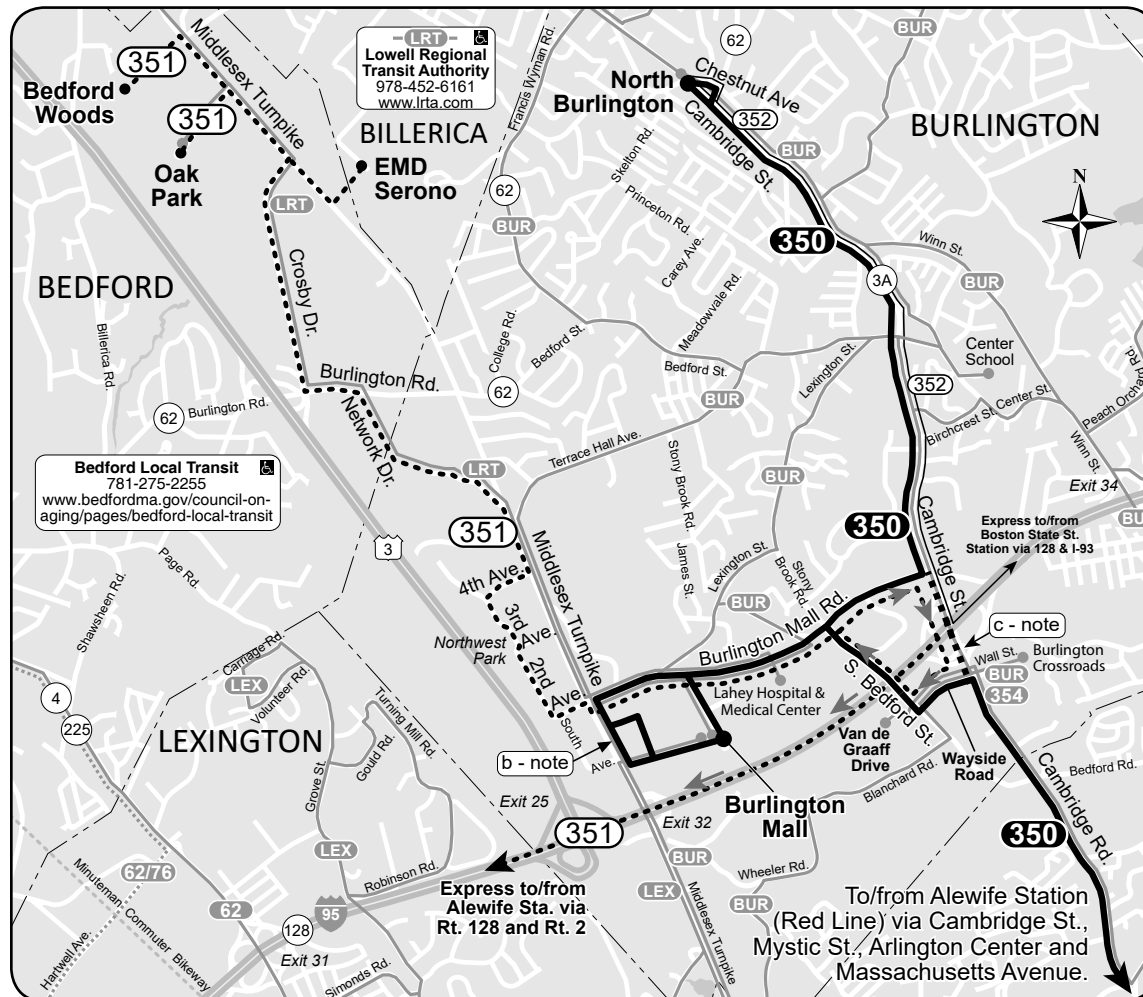 351
Middlesex Turnpike
Bedford
Woods
351
Oak
Park
LRT
Lowell Regional
Transit Authority
978-452-6161
www.lrta.com
BILLERICA
EMD
Serono
LRT
Francis Wyman Rd.
BUR
62
BUR
62
North
Burlington
Chestnut Ave
352
BUR
Cambridge St.
BURLINGTON
N
Skelton Rd.
Princeton Rd.
Carey Ave.
Meadowvale Rd.
62
BUR
350
3A
Winn St.
BUR
BEDFORD
Billerica Rd.
Crosby Dr.
College Rd.
Bedford St.
Bedford St.
Lexington St.
BUR
Center
School
352
Birchcrest St.
Center St.
Peach Orchard Rd.
Winn St.
Exit 34
BU
Burlington Rd.
62
62
Burlington Rd.
Network Dr.
Terrace Hall Ave.
BUR
Bedford Local Transit
781-275-2255
www.bedfordma.gov/council-on-
aging/pages/bedford-local-transit
LRT
Stony Brook Rd.
351
3
Middlesex Turnpike
350
Cambridge St.
Express to/from
Boston State St.
Station via 128 & I-93
Page Rd.
Shawsheen Rd.
4th Ave.
3rd
Ave.
2nd
Ave.
Northwest
Park
James St.
Lexington St.
Stony
Brook Rd.
BUR
Burlington Mall Rd.
c - note
Wall St.
Burlington
Crossroads
BUR
354
Carriage Rd.
LEX
Volunteer Rd.
4
225
Turning Mill Rd.
Gould Rd.
LEXINGTON
Grove St.
South
Ave.
b - note
Lahey Hospital &
Medical Center
S. Bedford St.
Van de
Graaff
Drive
Wayside
Road
Blanchard Rd.
Bedford Rd.
Cambridge Rd.
Burlington
Mall
Exit 25
351
Exit 32
350
LEX
Robinson Rd.
Express to/from
Alewife Sta. via
Rt. 128 and Rt. 2
BUR
LEX
Middlesex Turnpike
Wheeler Rd.
BUR
62/76
Minuteman Commuter Bikeway
Hartwell Ave.
62
95
128
Exit 31
Simonds Rd.
To/from Alewife Station
(Red Line) via Cambridge St.,
Mystic St., Arlington Center and
Massachusetts Avenue.